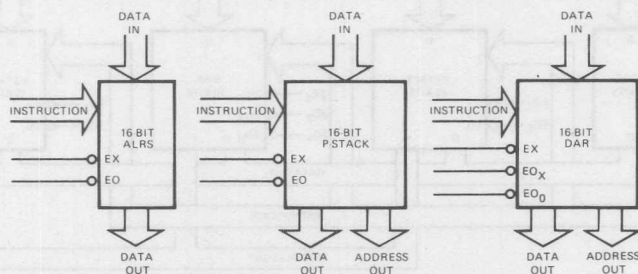 DATA
IN
INSTRUCTION
16-BIT
ALRS
EX
EO
DATA
OUT
DATA
IN
INSTRUCTION
16-BIT
P-STACK
EX
EO
DATA
OUT
ADDRESS
OUT
DATA
IN
INSTRUCTION
16-BIT
DAR
EX
EOX
EO0
DATA
OUT
ADDRESS
OUT